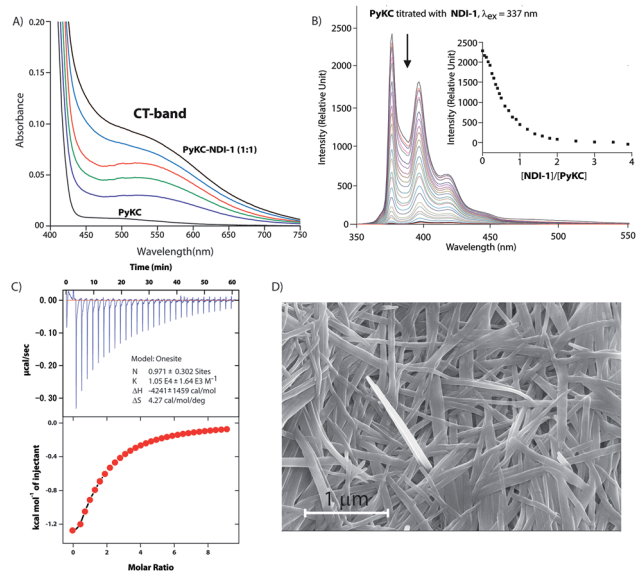 A)
0.20
0.15
0.10
0.05
00
Absorbance
CT-band
PyKC-NDI-1 (1:1)
PyKC
400 450 500 550 600 650 700 750
Wavelength(nm)
B)
PyKC titrated with NDI-1, λex = 337 nm
2500
2000
1500
1000
500
0
Intensity (Relative Unit)
350 400 450 500 550
Wavelength (nm)
2500
2000
1500
1000
500
0
Intensity (Relative Unit)
0 1 2 3 4
[NDI-1]/[PyKC]
C)
Time (min)
0 10 20 30 40 50 60
0.00
-0.10
-0.20
-0.30
µcal/sec
Model: Onesite
N 0.971 ± 0.302 Sites
K 1.05 E4 ± 1.64 E3 M⁻¹
ΔH -4241± 1459 cal/mol
ΔS 4.27 cal/mol/deg
0.0
-0.4
-0.8
-1.2
kcal mol⁻¹ of injectant
0 2 4 6 8
Molar Ratio
D)
1 µm